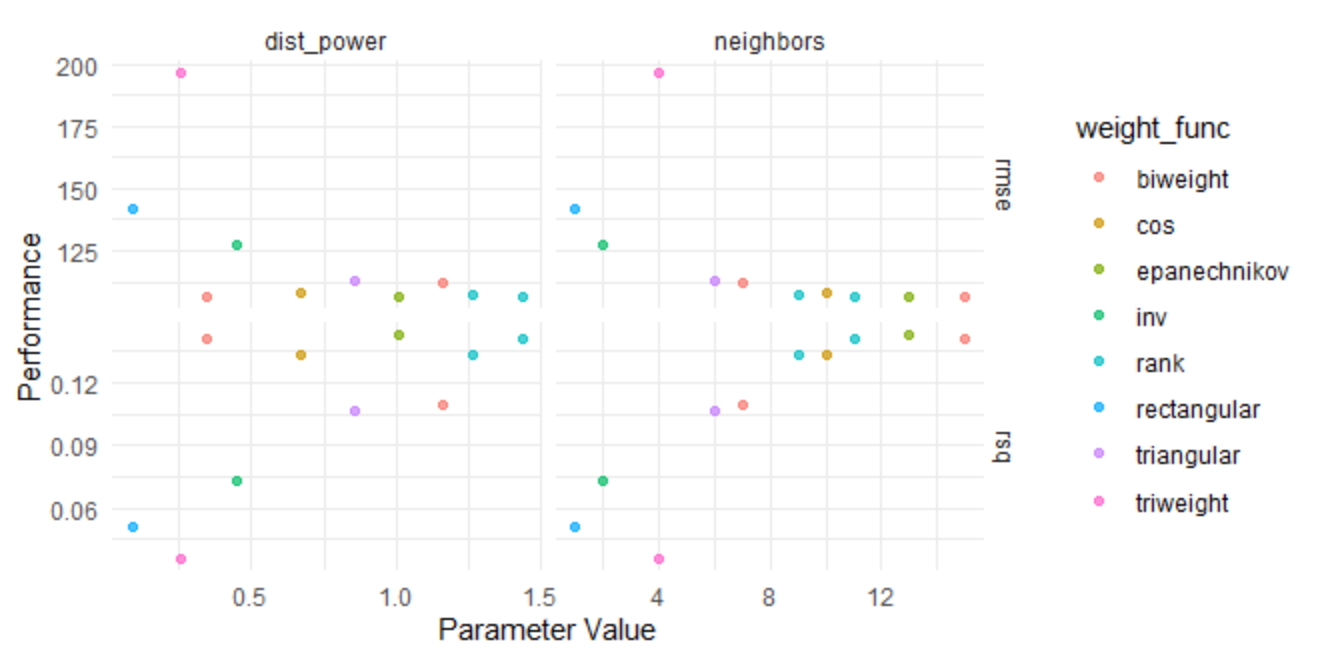 dist_power
neighbors
200
175
150
125
0.12
0.09
0.06
Performance
rmse
rsq
0.5
1.0
1.5
4
8
12
Parameter Value
weight_func
biweight
cos
epanechnikov
inv
rank
rectangular
triangular
triweight